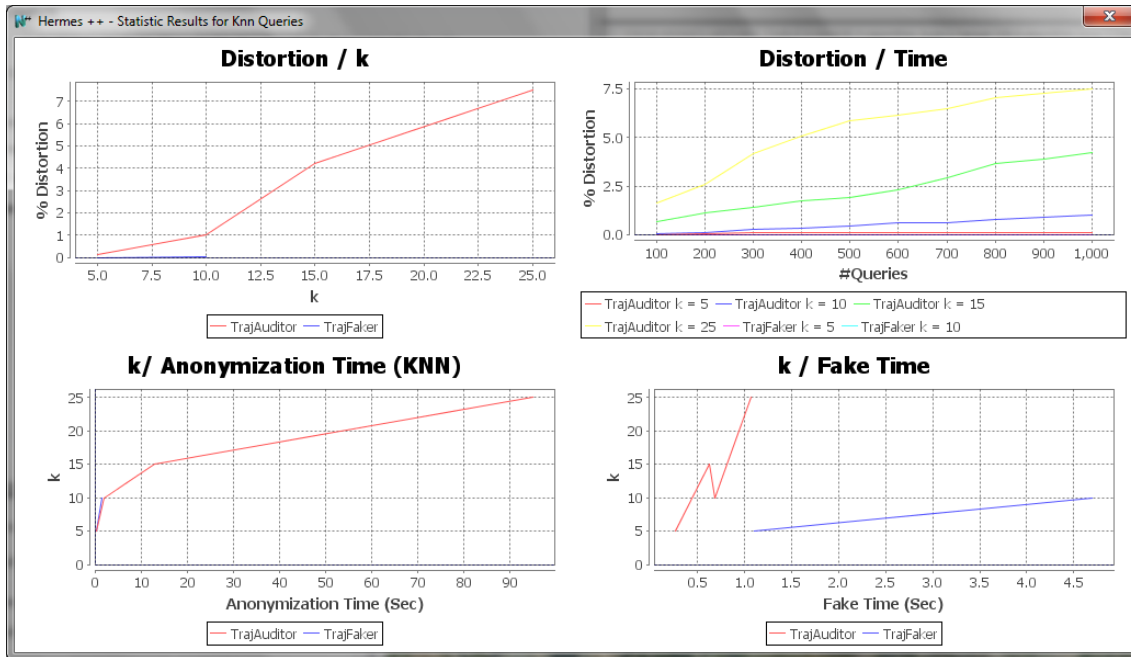 Hermes ++ - Statistic Results for Knn Queries
Distortion / k
% Distortion
7
6
5
4
3
2
1
0
5.0 7.5 10.0 12.5 15.0 17.5 20.0 22.5 25.0
k
TrajAuditor TrajFaker
Distortion / Time
% Distortion
7.5
5.0
2.5
0.0
100 200 300 400 500 600 700 800 900 1,000
#Queries
TrajAuditor k = 5 TrajAuditor k = 10 TrajAuditor k = 15
TrajAuditor k = 25 TrajFaker k = 5 TrajFaker k = 10
k/ Anonymization Time (KNN)
k
25
20
15
10
5
0
0 10 20 30 40 50 60 70 80 90
Anonymization Time (Sec)
TrajAuditor TrajFaker
k / Fake Time
k
25
20
15
10
5
0
0.5 1.0 1.5 2.0 2.5 3.0 3.5 4.0 4.5
Fake Time (Sec)
TrajAuditor TrajFaker